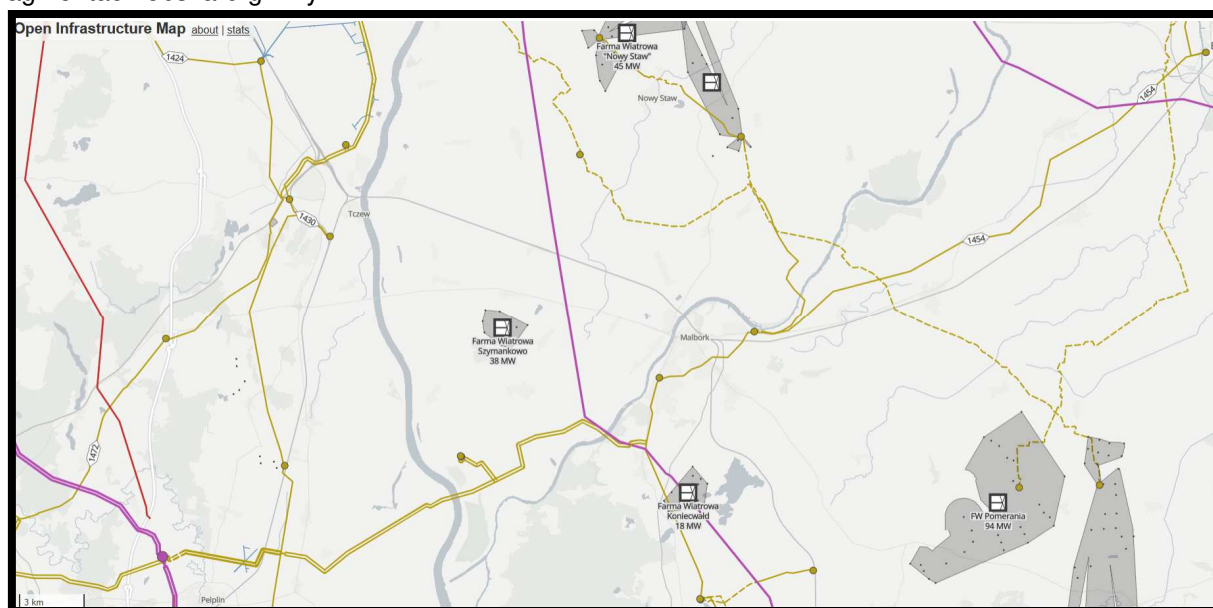 Open Infrastructure Map about | stats
1424
Farma Wiatrowa
"Nowy Staw"
45 MW
Nowy Staw
1454
1430
Tczew
1454
Farma Wiatrowa
Szymankowo
38 MW
Malbork
1472
Farma Wiatrowa
Koniecwałd
18 MW
FW Pomerania
94 MW
3 km
Pelplin